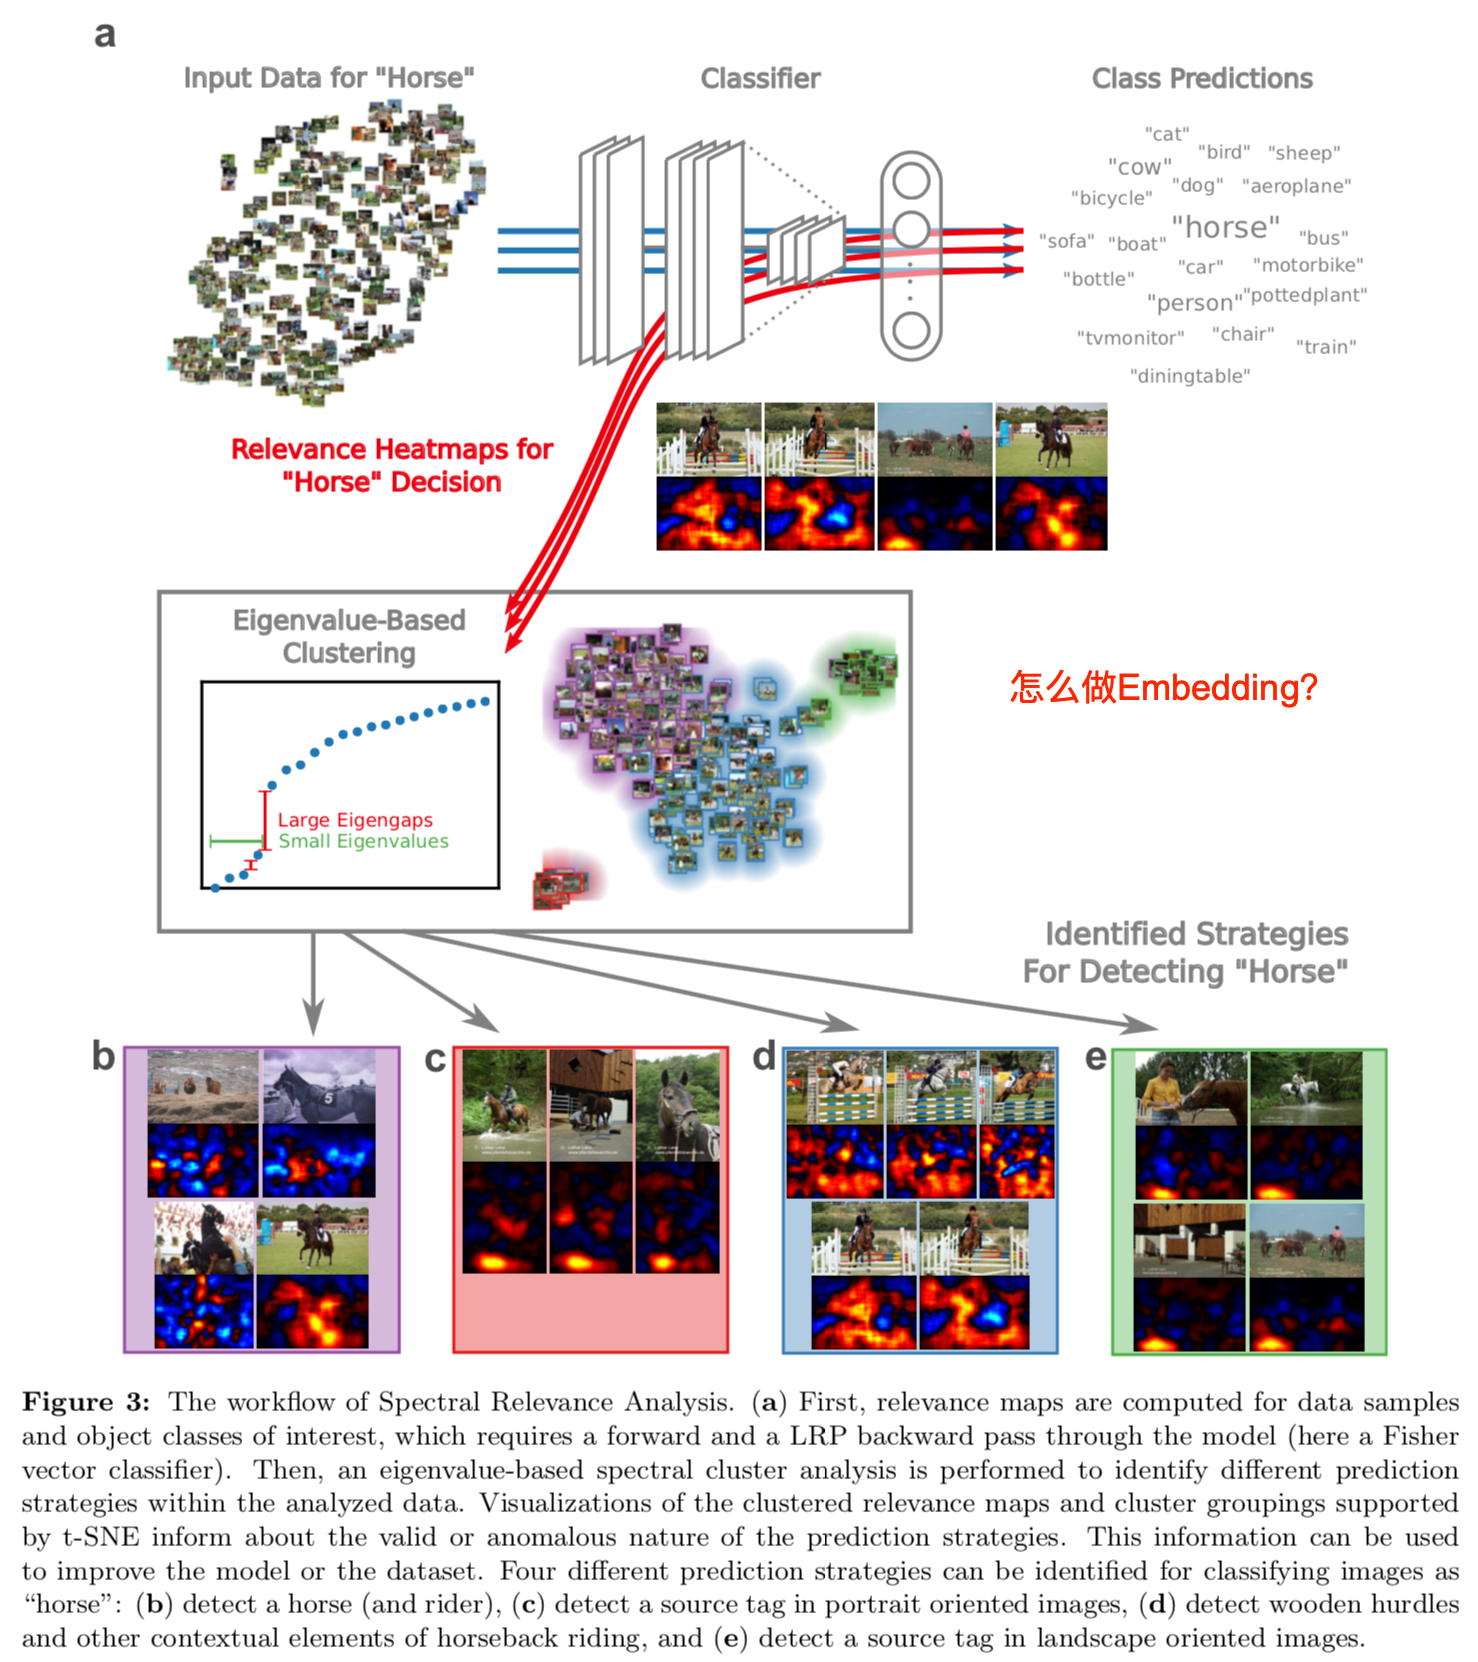 a
Input Data for "Horse"
Classifier
Class Predictions
"cat"
"bird"
"sheep"
"cow"
"dog"
"aeroplane"
"bicycle"
"horse"
"sofa"
"boat"
"bus"
"car"
"motorbike"
"bottle"
"person"
"pottedplant"
"tvmonitor"
"chair"
"train"
"diningtable"
Relevance Heatmaps for
"Horse" Decision
Eigenvalue-Based
Clustering
Large Eigengaps
Small Eigenvalues
怎么做Embedding?
Identified Strategies
For Detecting "Horse"
b
c
d
e
5
Figure 3: The workflow of Spectral Relevance Analysis. (a) First, relevance maps are computed for data samples
and object classes of interest, which requires a forward and a LRP backward pass through the model (here a Fisher
vector classifier). Then, an eigenvalue-based spectral cluster analysis is performed to identify different prediction
strategies within the analyzed data. Visualizations of the clustered relevance maps and cluster groupings supported
by t-SNE inform about the valid or anomalous nature of the prediction strategies. This information can be used
to improve the model or the dataset. Four different prediction strategies can be identified for classifying images as
“horse”: (b) detect a horse (and rider), (c) detect a source tag in portrait oriented images, (d) detect wooden hurdles
and other contextual elements of horseback riding, and (e) detect a source tag in landscape oriented images.